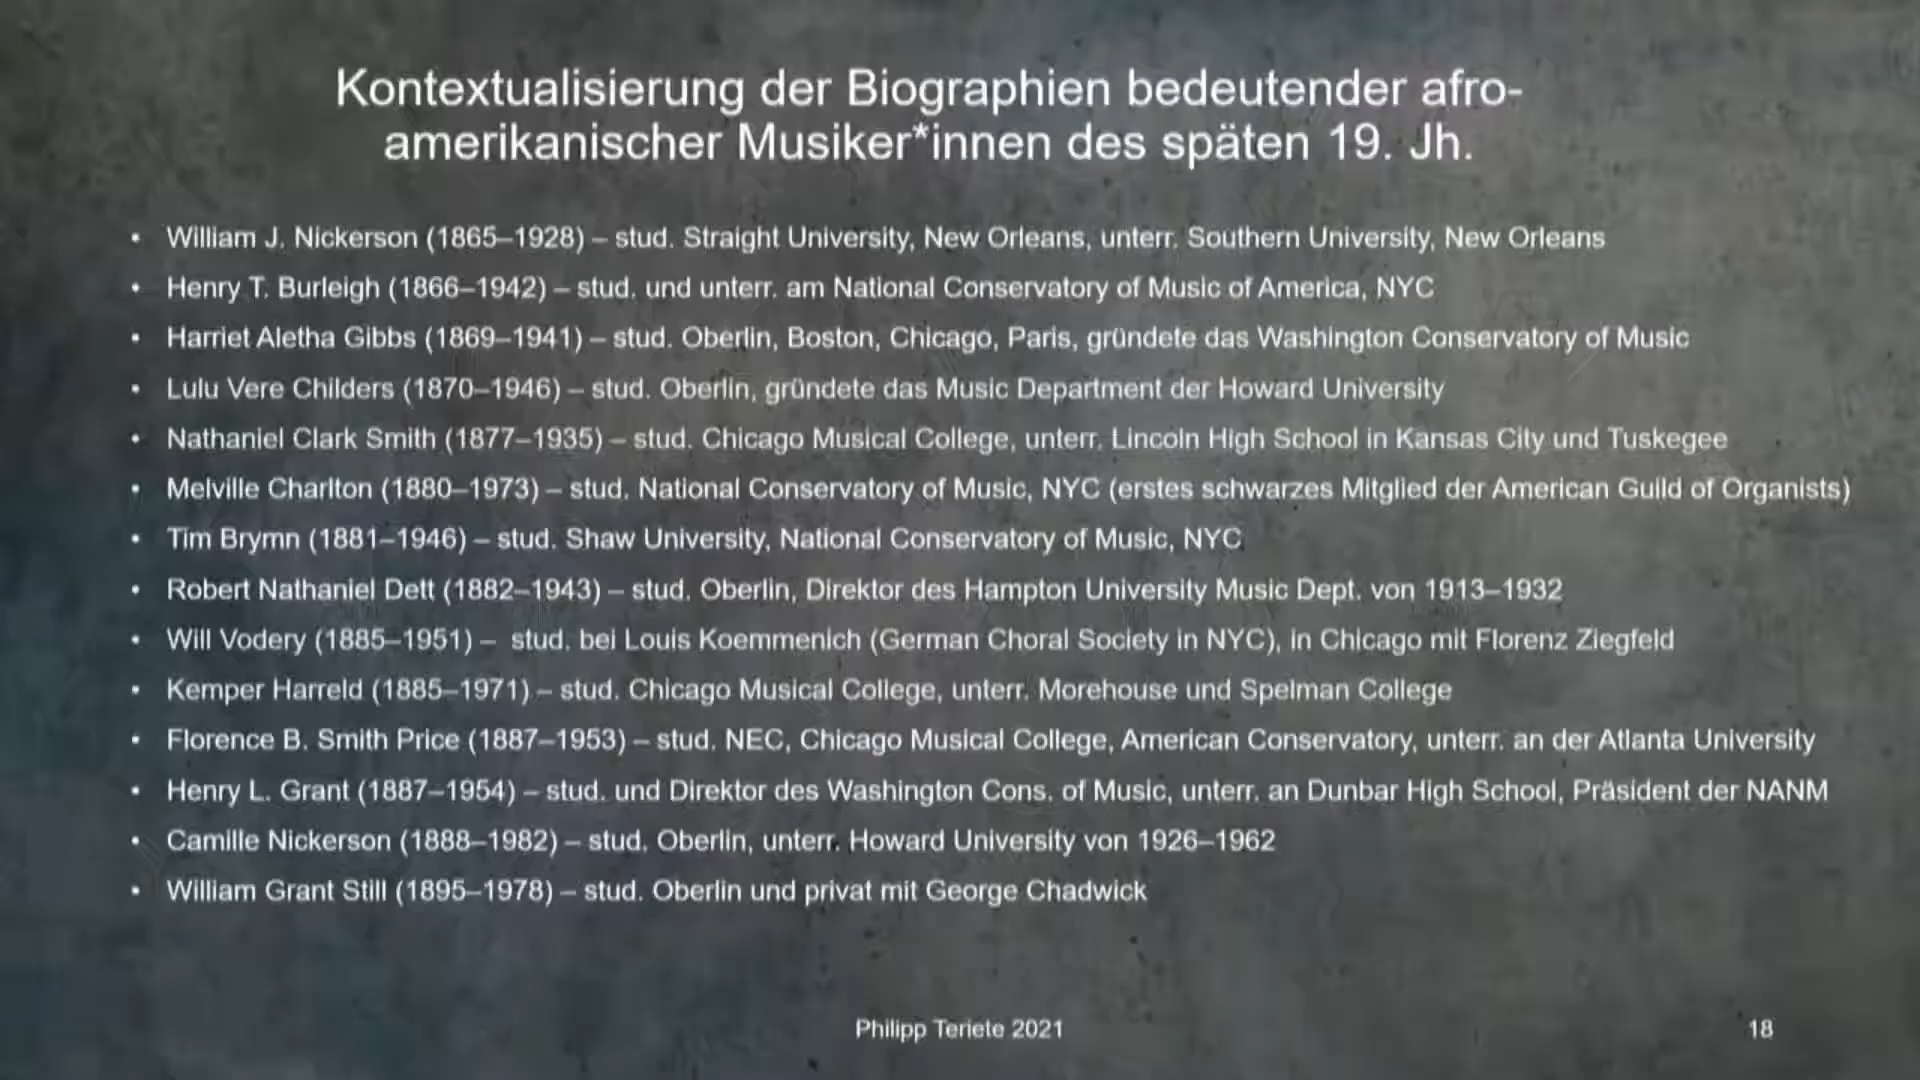 Kontextualisierung der Biographien bedeutender afro-
amerikanischer Musiker*innen des späten 19. Jh.
• William J. Nickerson (1865–1928) – stud. Straight University, New Orleans, unterr. Southern University, New Orleans
• Henry T. Burleigh (1866–1942) – stud. und unterr. am National Conservatory of Music of America, NYC
• Harriet Aletha Gibbs (1869–1941) – stud. Oberlin, Boston, Chicago, Paris, gründete das Washington Conservatory of Music
• Lulu Vere Childers (1870–1946) – stud. Oberlin, gründete das Music Department der Howard University
• Nathaniel Clark Smith (1877–1935) – stud. Chicago Musical College, unterr. Lincoln High School in Kansas City und Tuskegee
• Melville Charlton (1880–1973) – stud. National Conservatory of Music, NYC (erstes schwarzes Mitglied der American Guild of Organists)
• Tim Brymn (1881–1946) – stud. Shaw University, National Conservatory of Music, NYC
• Robert Nathaniel Dett (1882–1943) – stud. Oberlin, Direktor des Hampton University Music Dept. von 1913–1932
• Will Vodery (1885–1951) – stud. bei Louis Koemmenich (German Choral Society in NYC), in Chicago mit Florenz Ziegfeld
• Kemper Harreld (1885–1971) – stud. Chicago Musical College, unterr. Morehouse und Spelman College
• Florence B. Smith Price (1887–1953) – stud. NEC, Chicago Musical College, American Conservatory, unterr. an der Atlanta University
• Henry L. Grant (1887–1954) – stud. und Direktor des Washington Cons. of Music, unterr. an Dunbar High School, Präsident der NANM
• Camille Nickerson (1888–1982) – stud. Oberlin, unterr. Howard University von 1926–1962
• William Grant Still (1895–1978) – stud. Oberlin und privat mit George Chadwick
Philipp Teriete 2021
18